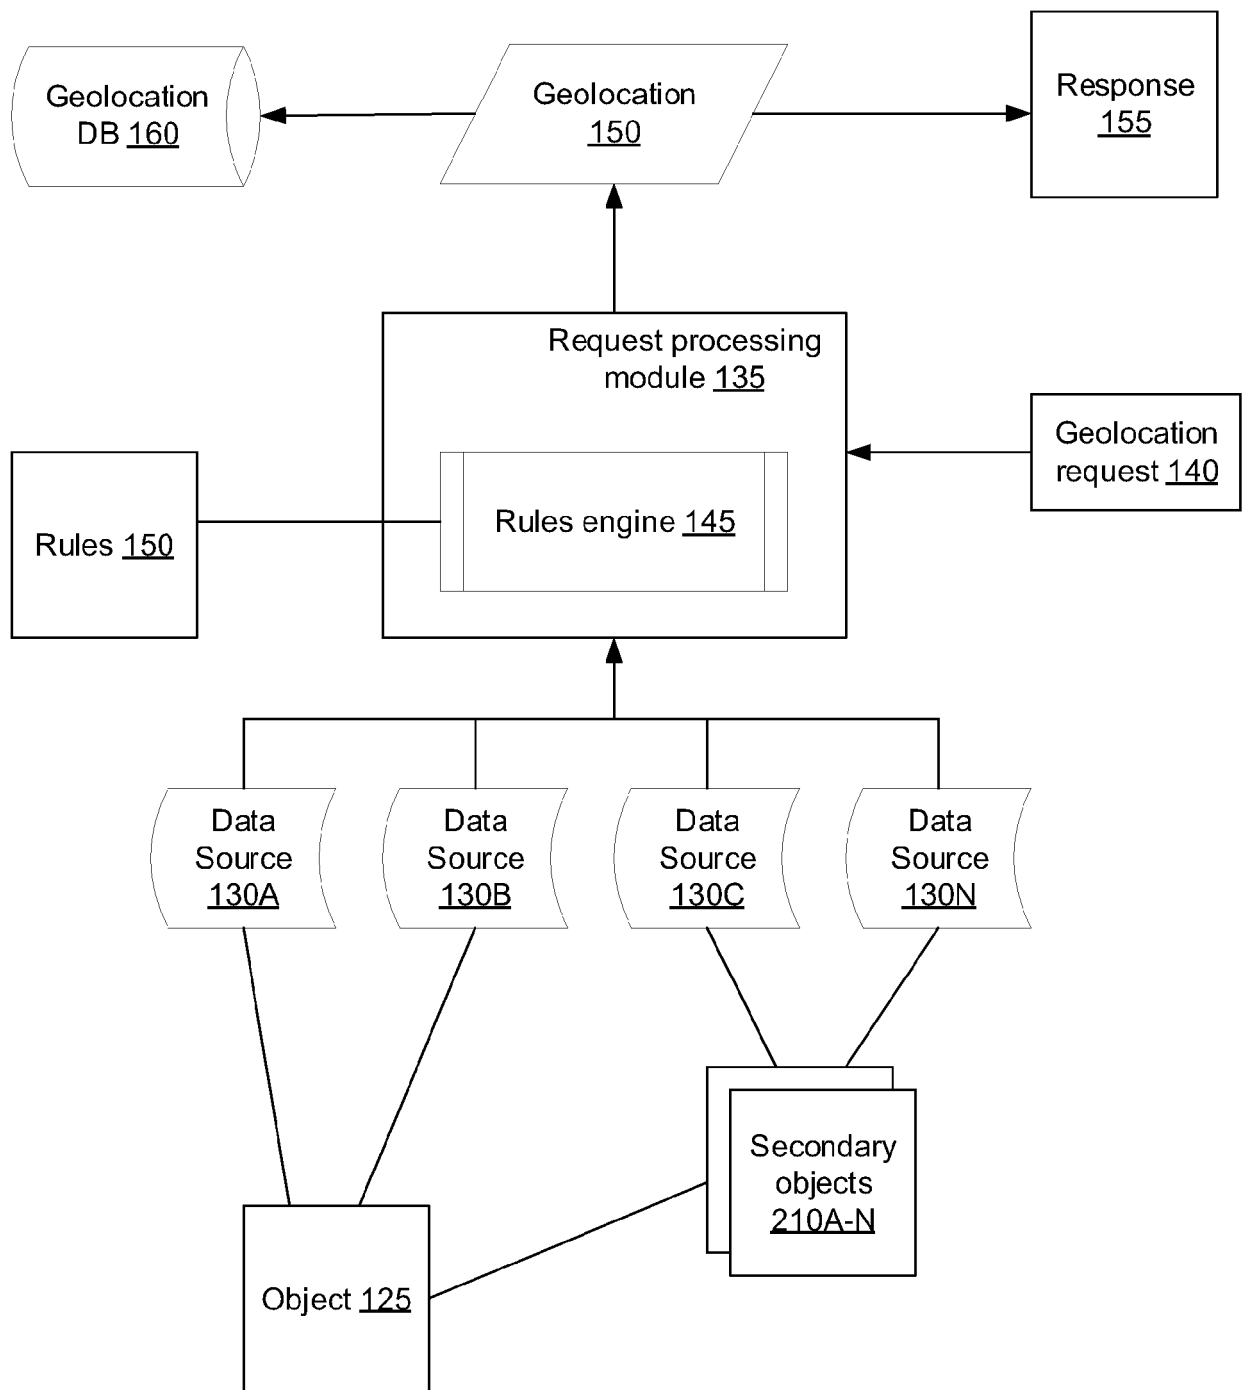 Geolocation
DB 160
Geolocation
150
Response
155
Request processing
module 135
Geolocation
request 140
Rules 150
Rules engine 145
Data
Source
130A
Data
Source
130B
Data
Source
130C
Data
Source
130N
Secondary
objects
210A-N
Object 125